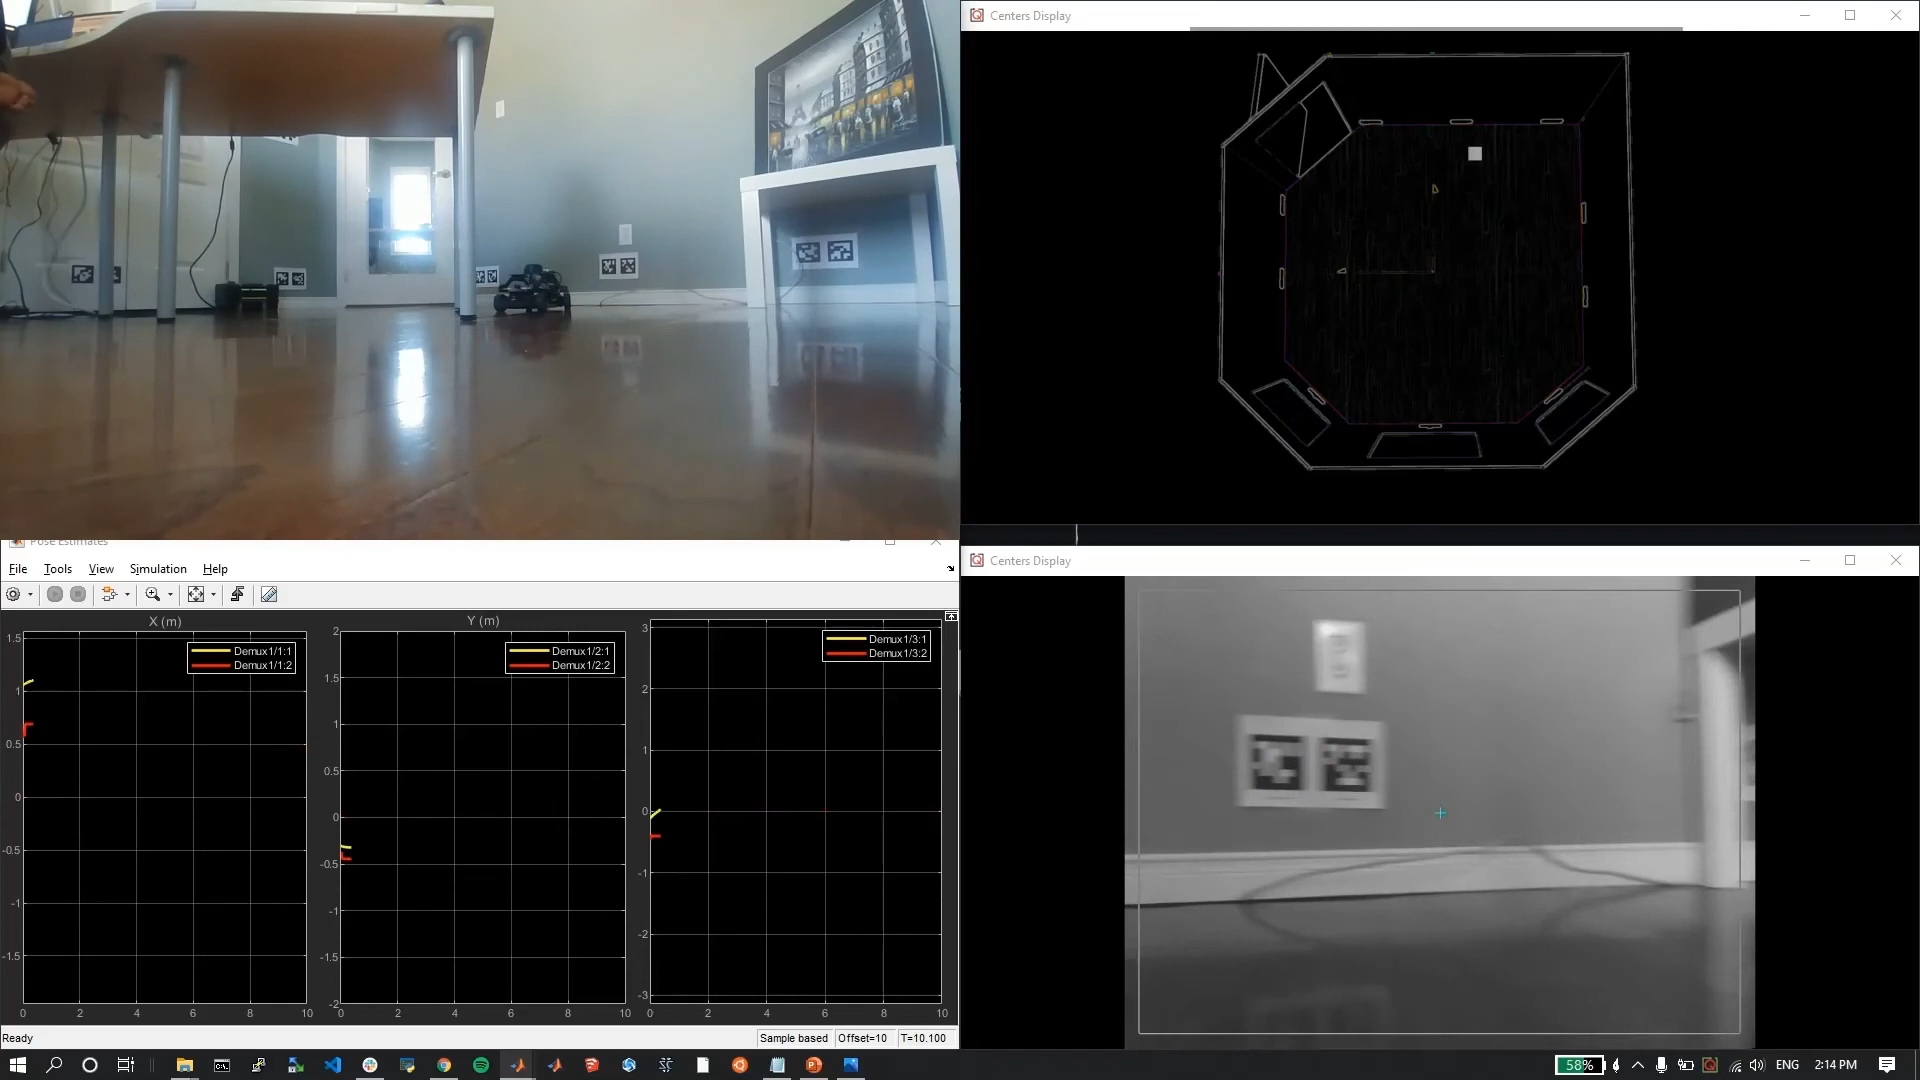 Centers Display
Pose Estimates
File Tools View Simulation Help
X (m)
Y (m)
Demux1/1:1
Demux1/1:2
Demux1/2:1
Demux1/2:2
Demux1/3:1
Demux1/3:2
1.5
1
0.5
0
-0.5
-1
-1.5
0 2 4 6 8 10
2
1.5
1
0.5
0
-0.5
-1
-1.5
-2
0 2 4 6 8 10
3
2
1
0
-1
-2
-3
0 2 4 6 8 10
Ready
Sample based Offset=10 T=10.100
Centers Display
58% ENG 2:14 PM